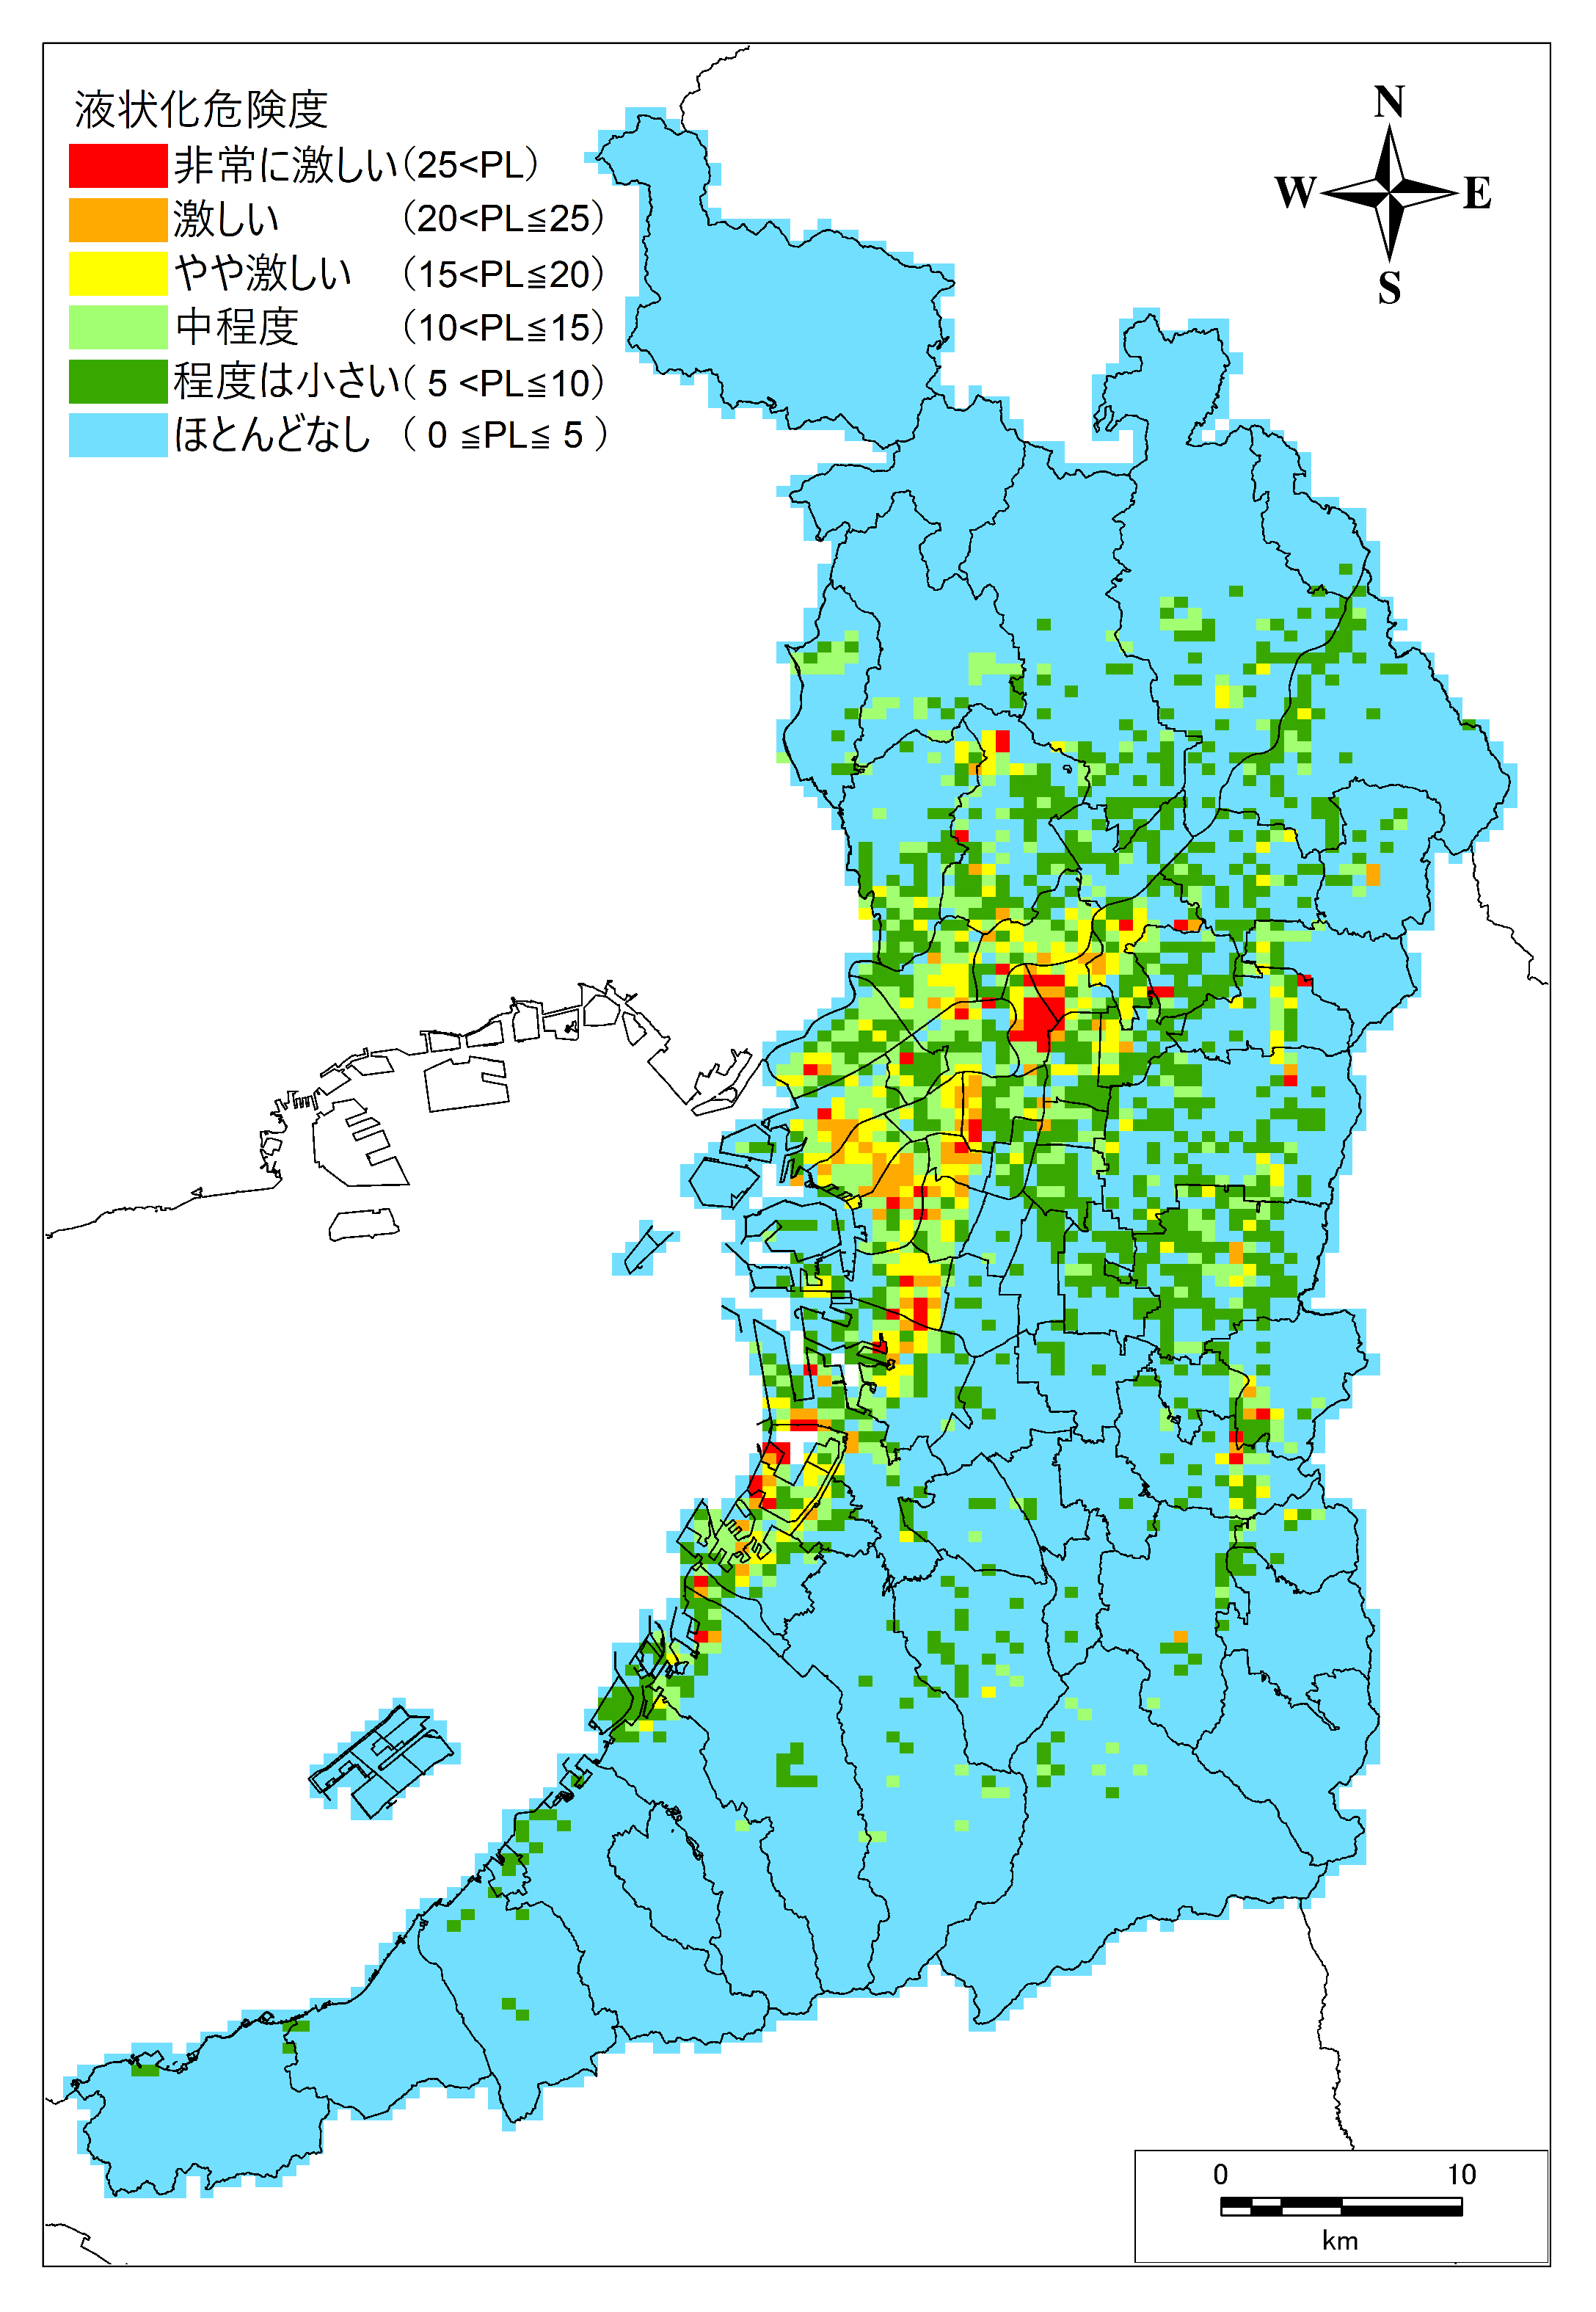 液状化危険度
非常に激しい（25<PL）
激しい （20<PL≦25）
やや激しい （15<PL≦20）
中程度 （10<PL≦15）
程度は小さい（ 5 <PL≦10）
ほとんどなし （ 0 ≦PL≦ 5 ）
N
W E
S
0 10
km